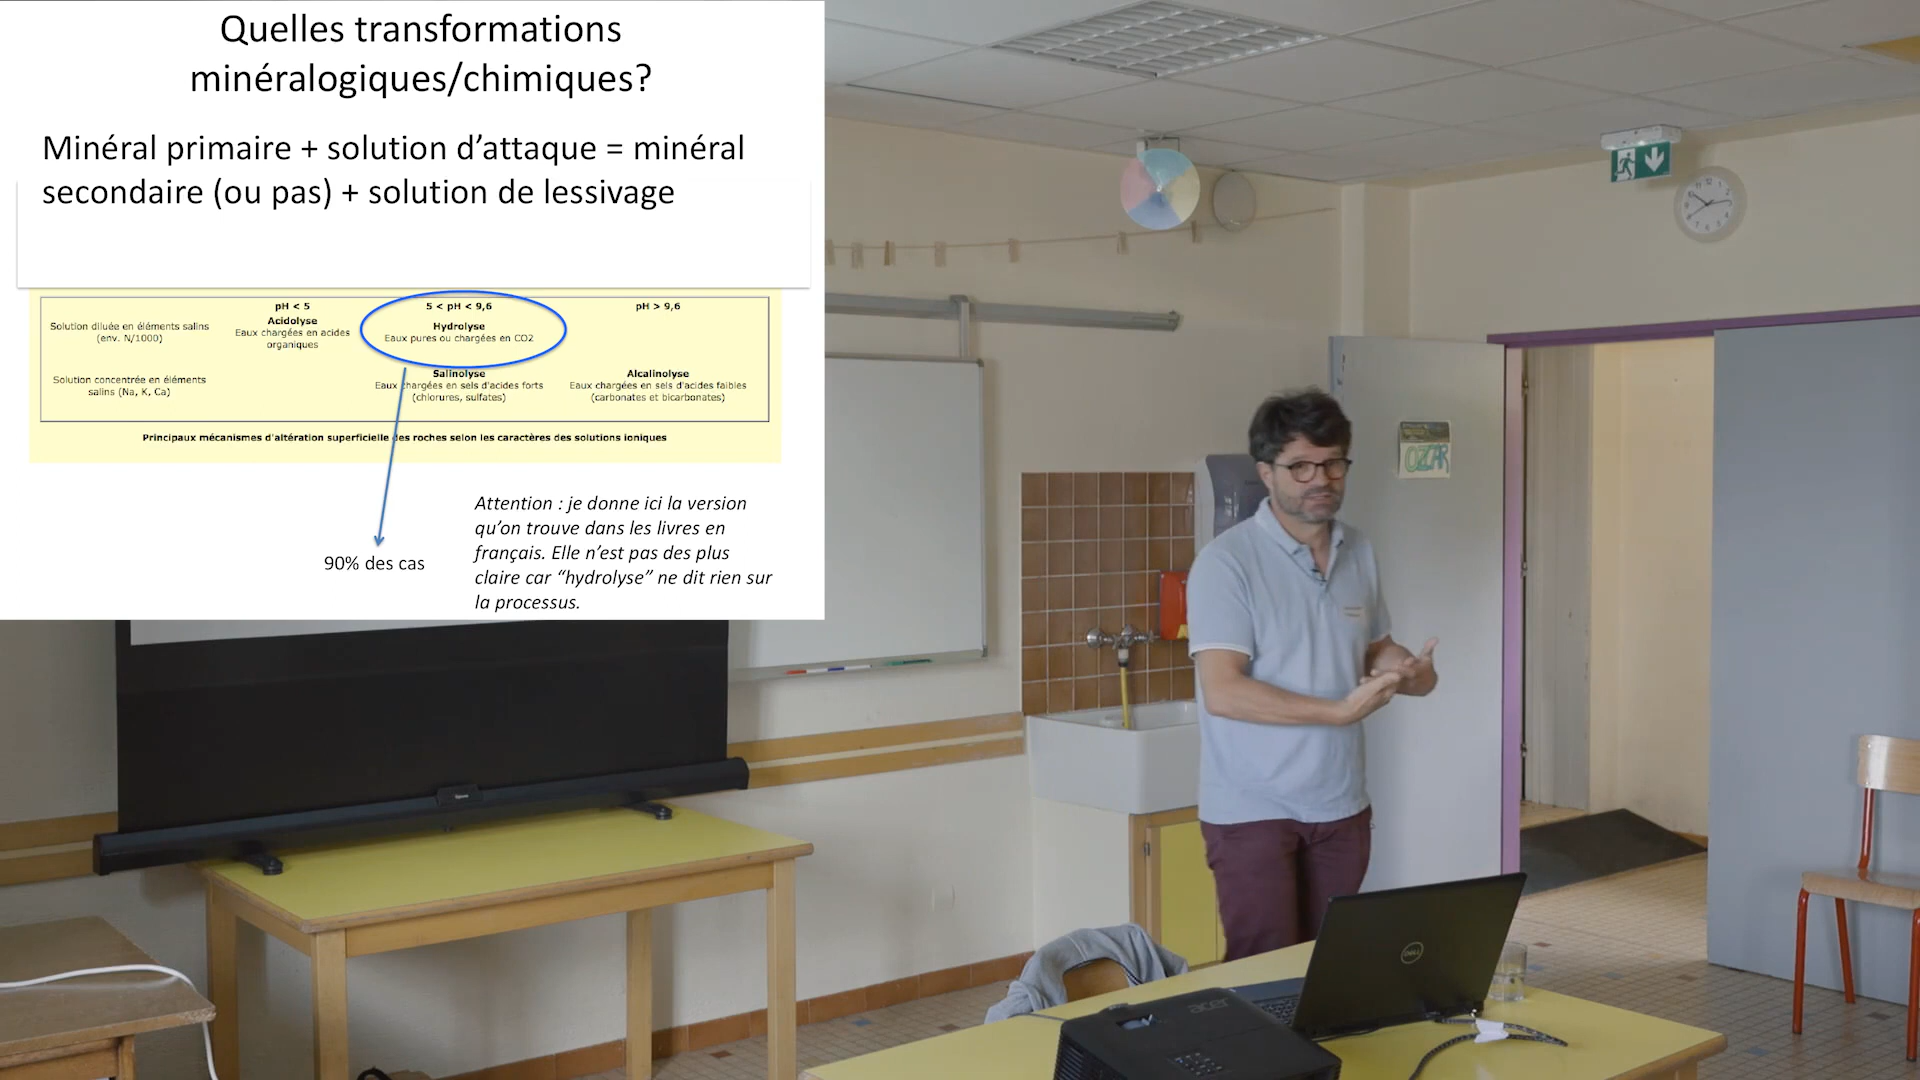 Quelles transformations
minéralogiques/chimiques?
Minéral primaire + solution d’attaque = minéral
secondaire (ou pas) + solution de lessivage
pH < 5
5 < pH < 9,6
pH > 9,6
Solution diluée en éléments salins
(env. N/1000)
Acidolyse
Eaux chargées en acides
organiques
Hydrolyse
Eaux pures ou chargées en CO2
Solution concentrée en éléments
salins (Na, K, Ca)
Salinolyse
Eaux chargées en sels d'acides forts
(chlorures, sulfates)
Alcalinolyse
Eaux chargées en sels d'acides faibles
(carbonates et bicarbonates)
Principaux mécanismes d'altération superficielle des roches selon les caractères des solutions ioniques
90% des cas
Attention : je donne ici la version
qu’on trouve dans les livres en
français. Elle n’est pas des plus
claire car “hydrolyse” ne dit rien sur
la processus.
OZCAR
DELL
acer